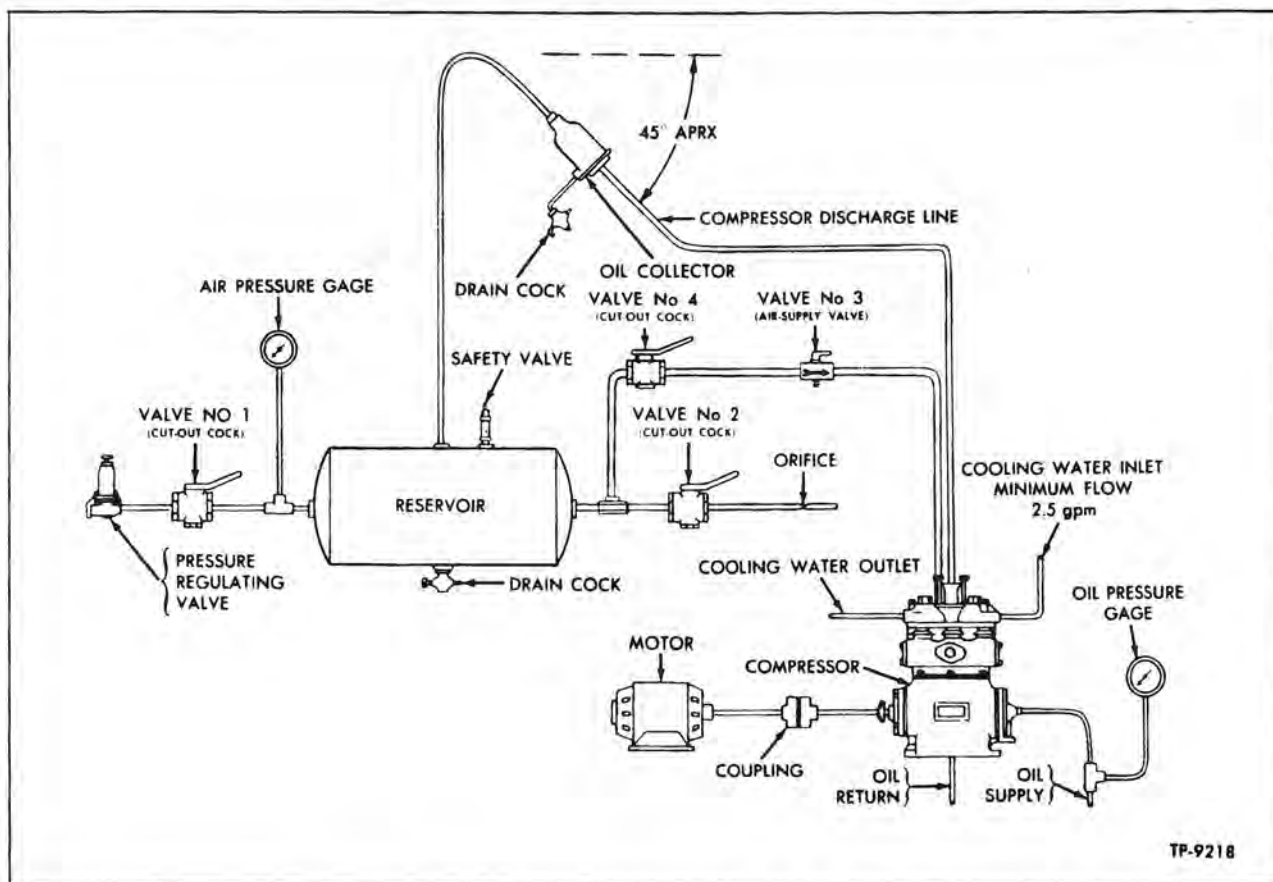 45° APRX
COMPRESSOR DISCHARGE LINE
OIL COLLECTOR
DRAIN COCK
AIR PRESSURE GAGE
VALVE No 4
(CUT-OUT COCK)
VALVE No 3
(AIR-SUPPLY VALVE)
SAFETY VALVE
VALVE NO 1
(CUT-OUT COCK)
VALVE No 2
(CUT-OUT COCK)
ORIFICE
COOLING WATER INLET
MINIMUM FLOW
2.5 gpm
RESERVOIR
PRESSURE
REGULATING
VALVE
DRAIN COCK
COOLING WATER OUTLET
OIL PRESSURE
GAGE
MOTOR
COMPRESSOR
COUPLING
OIL
RETURN
OIL
SUPPLY
TP-9218